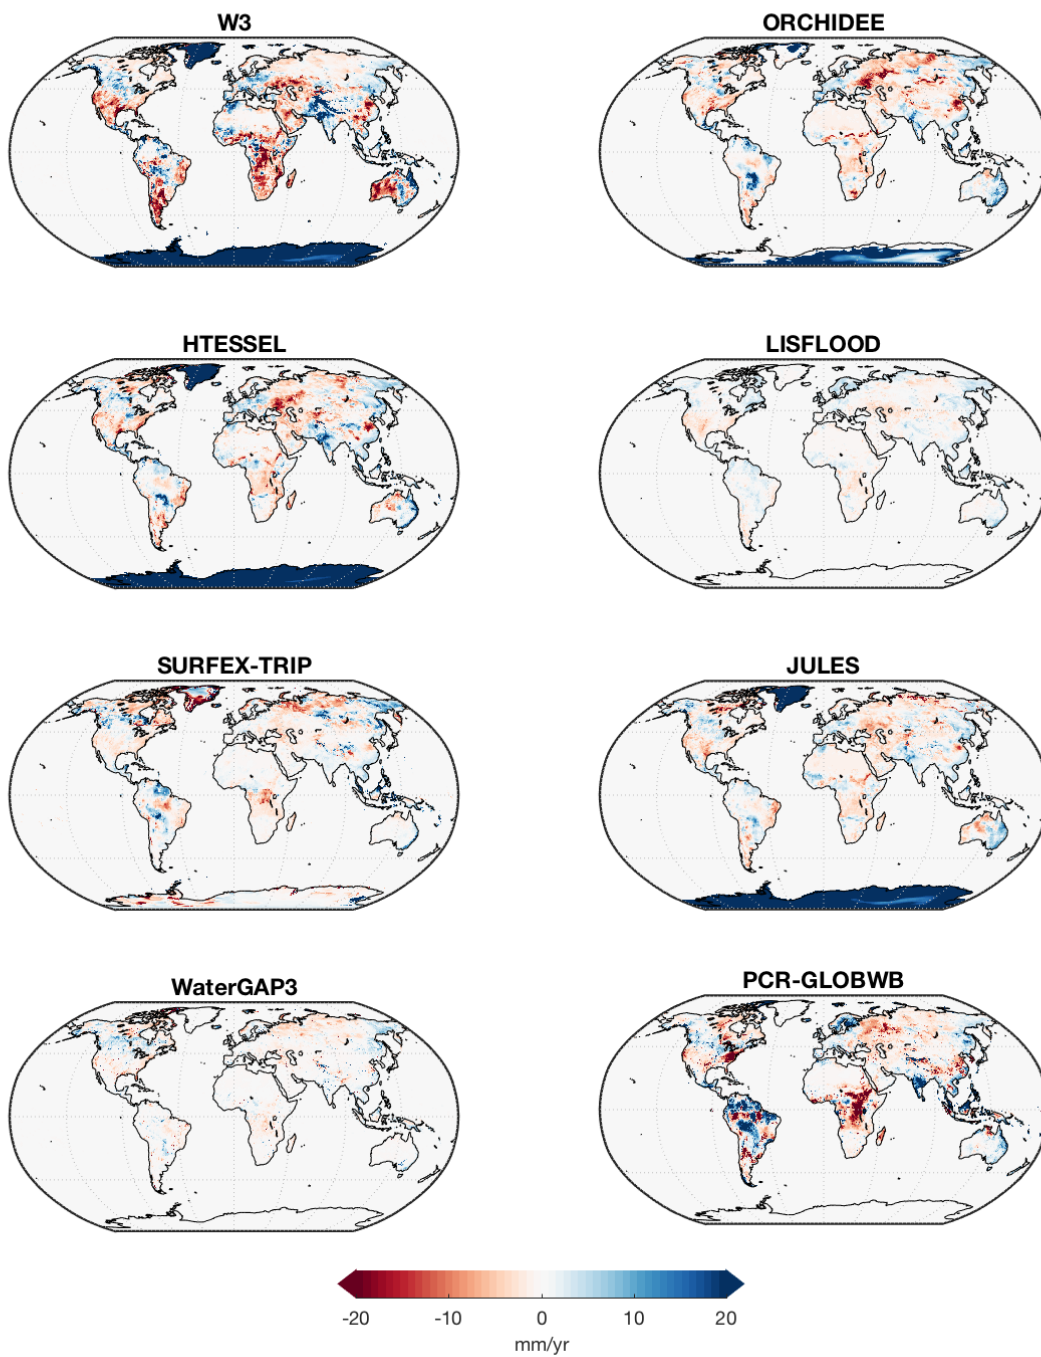 W3
ORCHIDEE
HTESSEL
LISFLOOD
SURFEX-TRIP
JULES
WaterGAP3
PCR-GLOBWB
-20 -10 0 10 20
mm/yr